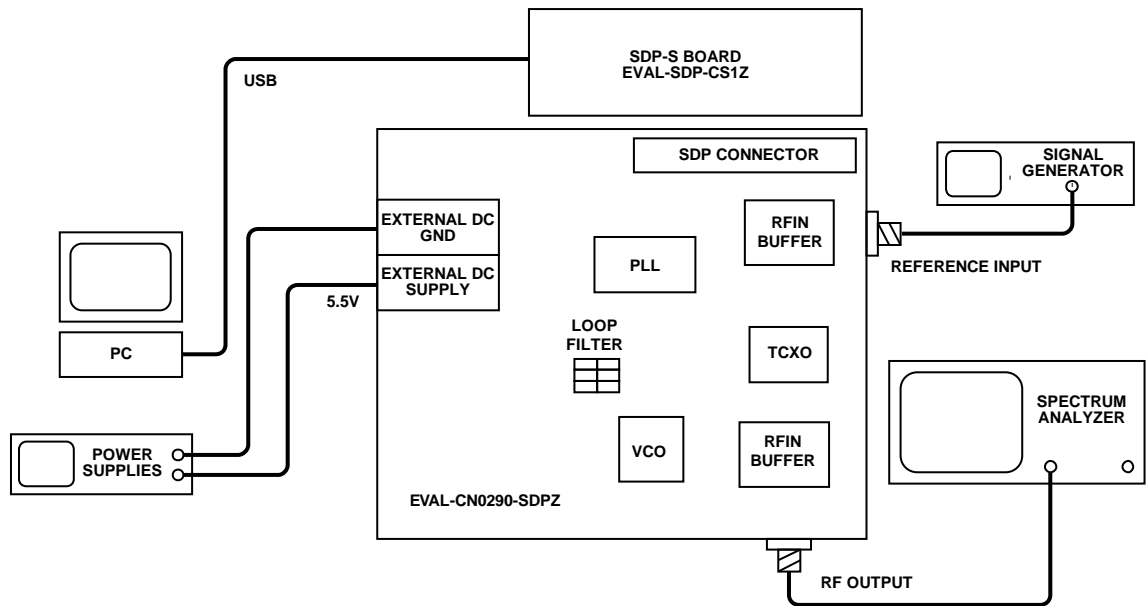 SDP-S BOARD
EVAL-SDP-CS1Z
USB
SDP CONNECTOR
SIGNAL
GENERATOR
EXTERNAL DC
GND
RFIN
BUFFER
REFERENCE INPUT
PLL
EXTERNAL DC
SUPPLY
5.5V
LOOP
FILTER
TCXO
PC
SPECTRUM
ANALYZER
POWER
SUPPLIES
VCO
RFIN
BUFFER
EVAL-CN0290-SDPZ
RF OUTPUT